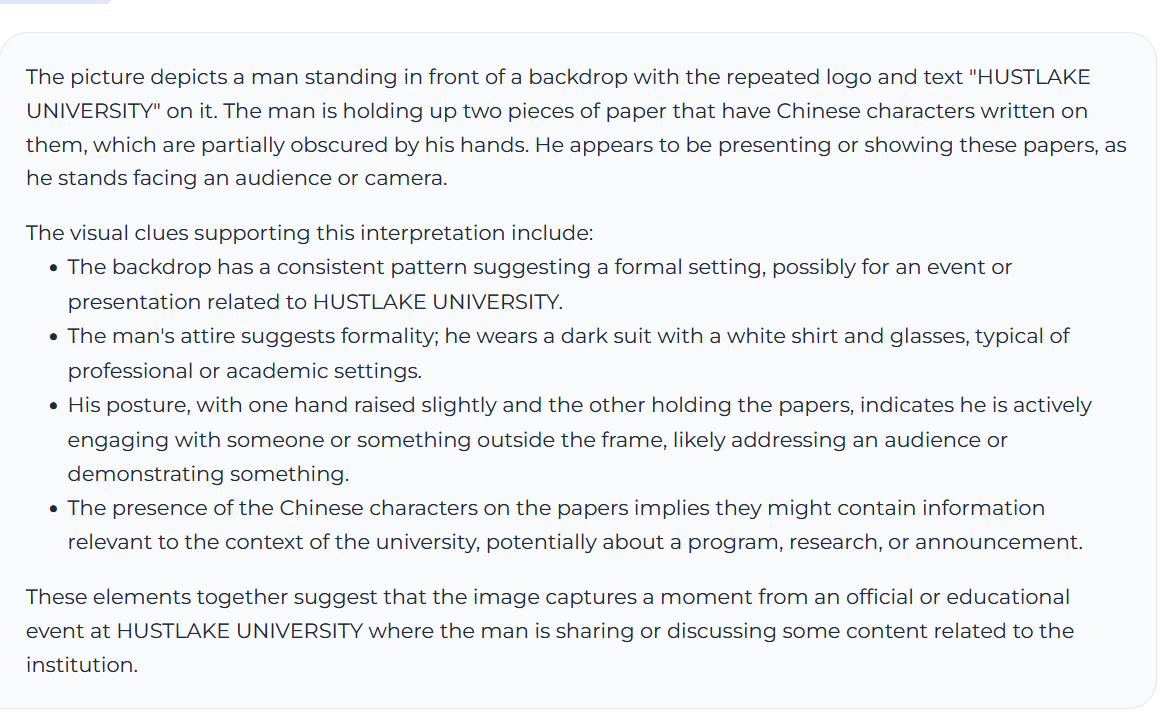 The picture depicts a man standing in front of a backdrop with the repeated logo and text "HUSTLAKE
UNIVERSITY" on it. The man is holding up two pieces of paper that have Chinese characters written on
them, which are partially obscured by his hands. He appears to be presenting or showing these papers, as
he stands facing an audience or camera.
The visual clues supporting this interpretation include:
• The backdrop has a consistent pattern suggesting a formal setting, possibly for an event or
presentation related to HUSTLAKE UNIVERSITY.
• The man's attire suggests formality; he wears a dark suit with a white shirt and glasses, typical of
professional or academic settings.
• His posture, with one hand raised slightly and the other holding the papers, indicates he is actively
engaging with someone or something outside the frame, likely addressing an audience or
demonstrating something.
• The presence of the Chinese characters on the papers implies they might contain information
relevant to the context of the university, potentially about a program, research, or announcement.
These elements together suggest that the image captures a moment from an official or educational
event at HUSTLAKE UNIVERSITY where the man is sharing or discussing some content related to the
institution.